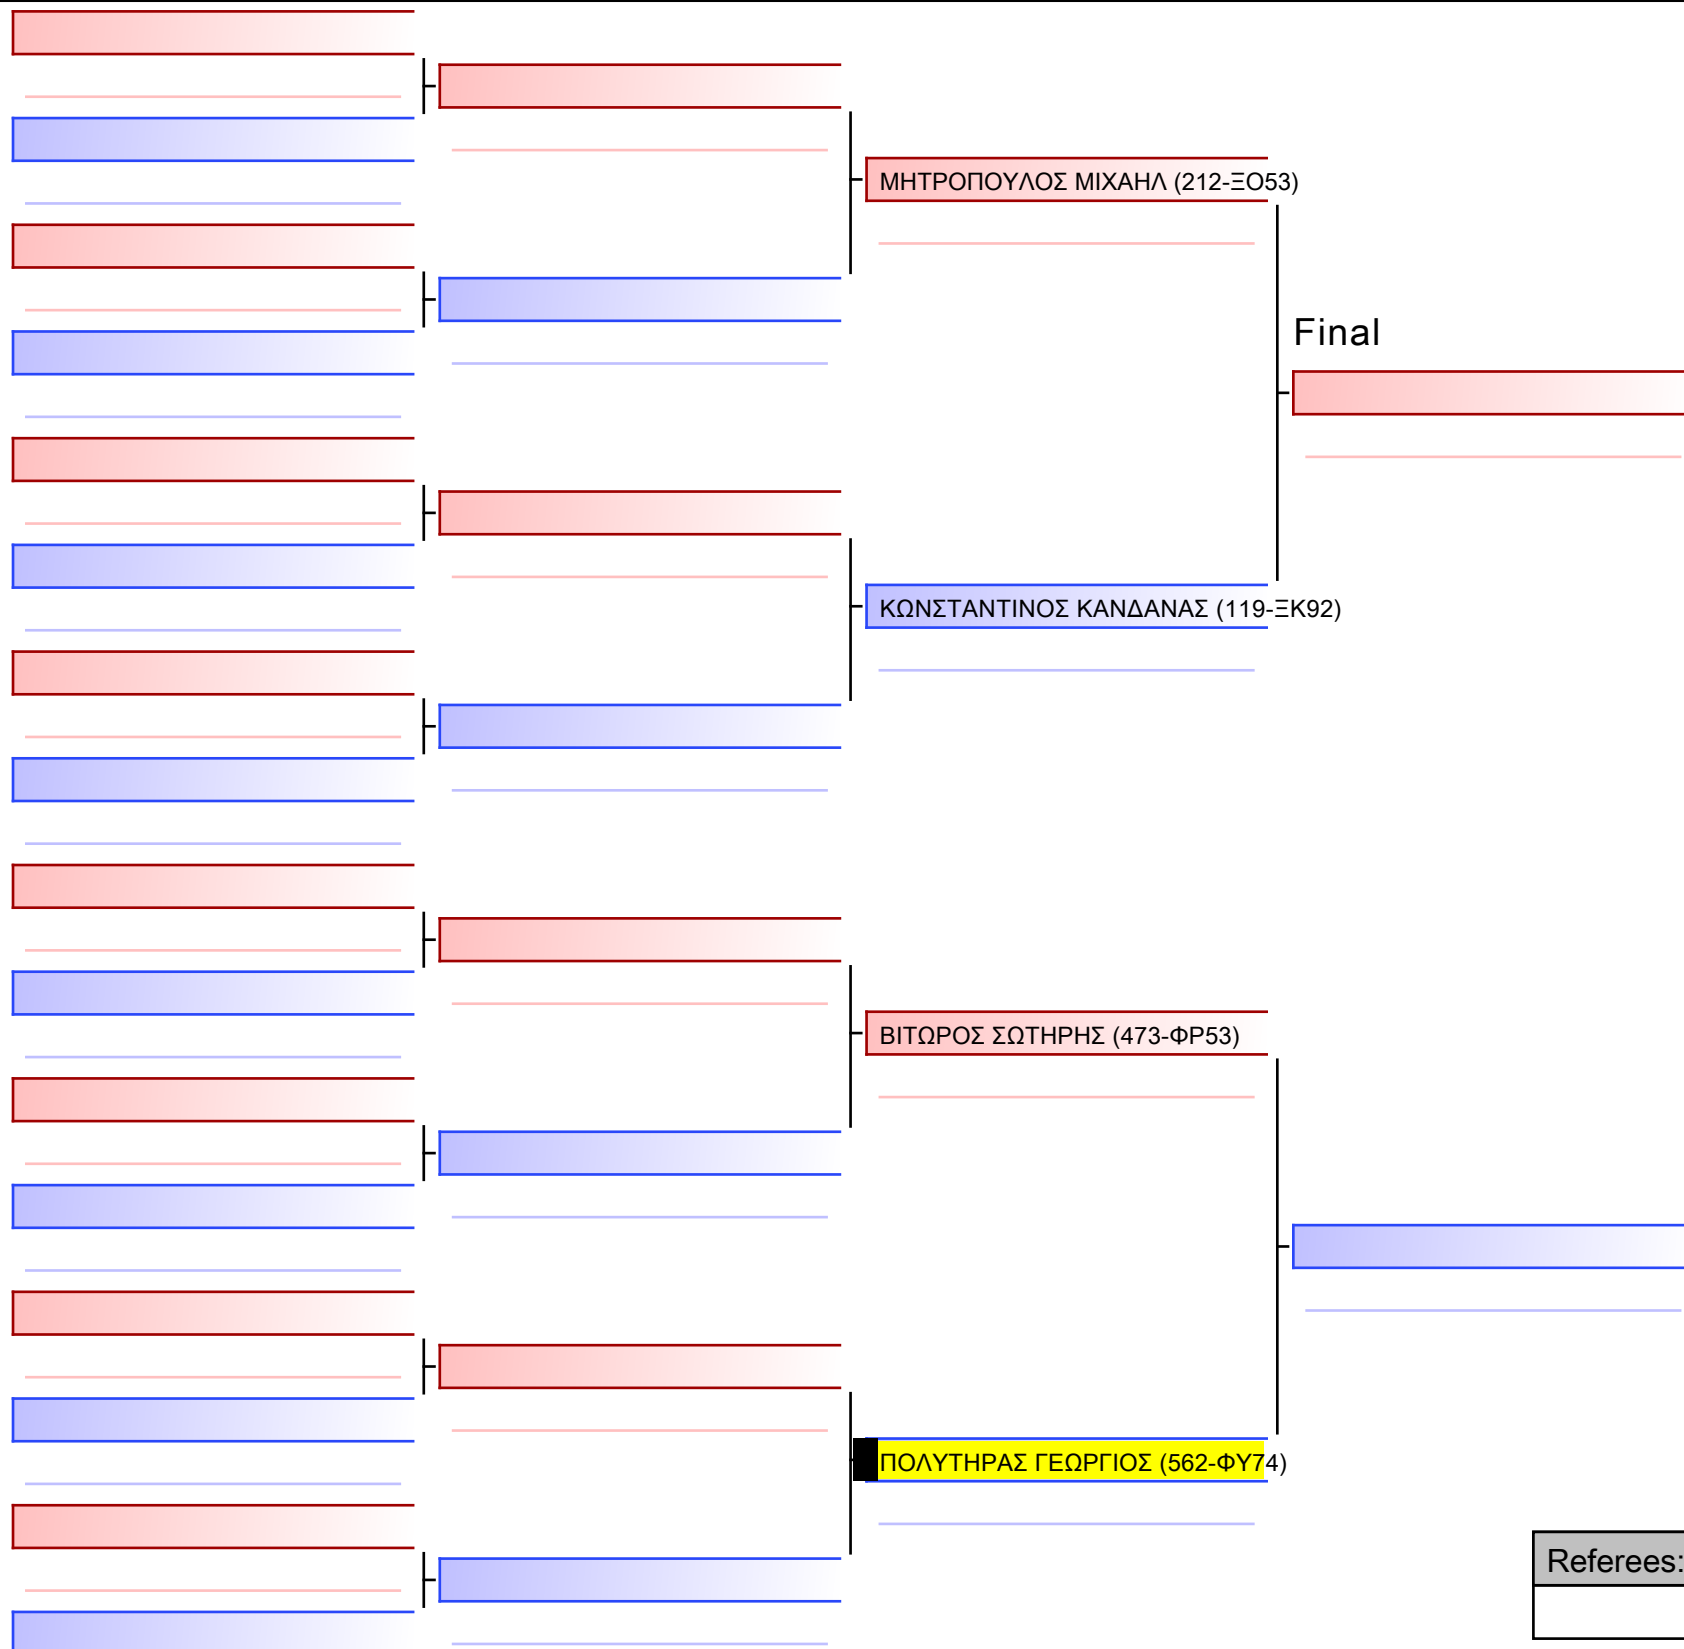 ΜΗΤΡΟΠΟΥΛΟΣ ΜΙΧΑΗΛ (212-ΞΟ53)
Final
ΚΩΝΣΤΑΝΤΙΝΟΣ ΚΑΝΔΑΝΑΣ (119-ΞΚ92)
ΒΙΤΩΡΟΣ ΣΩΤΗΡΗΣ (473-ΦΡ53)
ΠΟΛΥΤΗΡΑΣ ΓΕΩΡΓΙΟΣ (562-ΦΥ74)
Referees: